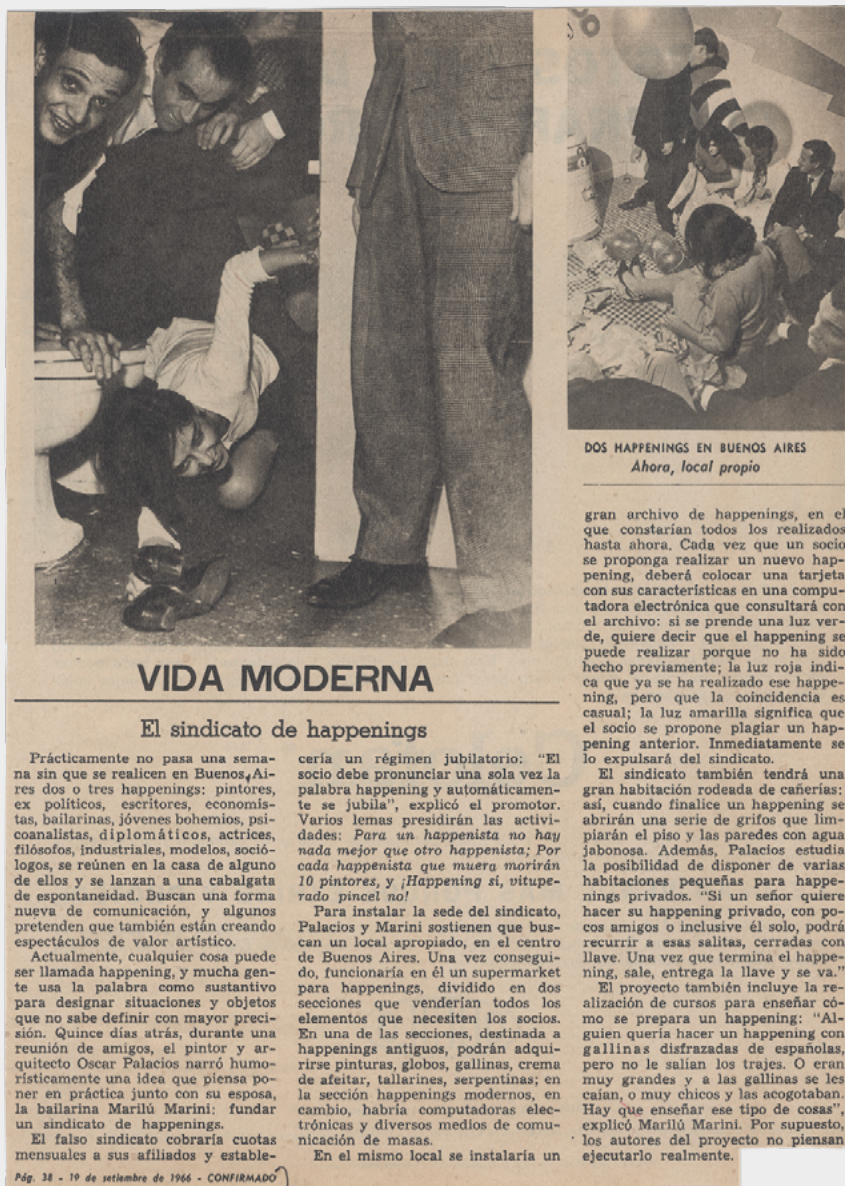 DOS HAPPENINGS EN BUENOS AIRES
Ahora, local propio
VIDA MODERNA
El sindicato de happenings
Prácticamente no pasa una sema-
na sin que se realicen en Buenos Ai-
res dos o tres happenings: pintores,
ex políticos, escritores, economis-
tas, bailarinas, jóvenes bohemios, psi-
coanalistas, diplomáticos, actrices,
filósofos, industriales, modelos, soció-
logos, se reúnen en la casa de alguno
de ellos y se lanzan a una cabalgata
de espontaneidad. Buscan una forma
nueva de comunicación, y algunos
pretenden que también están creando
espectáculos de valor artístico.
Actualmente, cualquier cosa puede
ser llamada happening, y mucha gen-
te usa la palabra como sustantivo
para designar situaciones y objetos
que no sabe definir con mayor preci-
sión. Quince días atrás, durante una
reunión de amigos, el pintor y ar-
quitecto Oscar Palacios narró humo-
rísticamente una idea que piensa po-
ner en práctica junto con su esposa,
la bailarina Marilú Marini: fundar
un sindicato de happenings.
El falso sindicato cobraría cuotas
mensuales a sus afiliados y estable-
cería un régimen jubilatorio: "El
socio debe pronunciar una sola vez la
palabra happening y automáticamen-
te se jubila", explicó el promotor.
Varios lemas presidirán las activi-
dades: Para un happenista no hay
nada mejor que otro happenista; Por
cada happenista que muera morirán
10 pintores, y ¡Happening sí, vitupe-
rado pincel no!
Para instalar la sede del sindicato,
Palacios y Marini sostienen que bus-
can un local apropiado, en el centro
de Buenos Aires. Una vez consegui-
do, funcionaría en él un supermarket
para happenings, dividido en dos
secciones que venderían todos los
elementos que necesiten los socios.
En una de las secciones, destinada a
happenings antiguos, podrán adqui-
rirse pinturas, globos, gallinas, crema
de afeitar, tallarines, serpentinas; en
la sección happenings modernos, en
cambio, habría computadoras elec-
trónicas y diversos medios de comu-
nicación de masas.
En el mismo local se instalaría un
gran archivo de happenings, en el
que constarían todos los realizados
hasta ahora. Cada vez que un socio
se proponga realizar un nuevo hap-
pening, deberá colocar una tarjeta
con sus características en una compu-
tadora electrónica que consultará con
el archivo: si se prende una luz ver-
de, quiere decir que el happening se
puede realizar porque no ha sido
hecho previamente; la luz roja indi-
ca que ya se ha realizado ese happe-
ning, pero que la coincidencia es
casual; la luz amarilla significa que
el socio se propone plagiar un hap-
pening anterior. Inmediatamente se
lo expulsará del sindicato.
El sindicato también tendrá una
gran habitación rodeada de cañerías:
así, cuando finalice un happening se
abrirán una serie de grifos que lim-
piarán el piso y las paredes con agua
jabonosa. Además, Palacios estudia
la posibilidad de disponer de varias
habitaciones pequeñas para happe-
nings privados. "Si un señor quiere
hacer su happening privado, con po-
cos amigos o inclusive él solo, podrá
recurrir a esas salitas, cerradas con
llave. Una vez que termina el happe-
ning, sale, entrega la llave y se va."
El proyecto también incluye la re-
alización de cursos para enseñar có-
mo se prepara un happening: "Al-
guien quería hacer un happening con
gallinas disfrazadas de españolas,
pero no le salían los trajes. O eran
muy grandes y a las gallinas se les
caían, o muy chicos y las acogotaban.
Hay que enseñar ese tipo de cosas",
explicó Marilú Marini. Por supuesto,
los autores del proyecto no piensan
ejecutarlo realmente.
Pág. 38 - 19 de setiembre de 1966 - CONFIRMADO